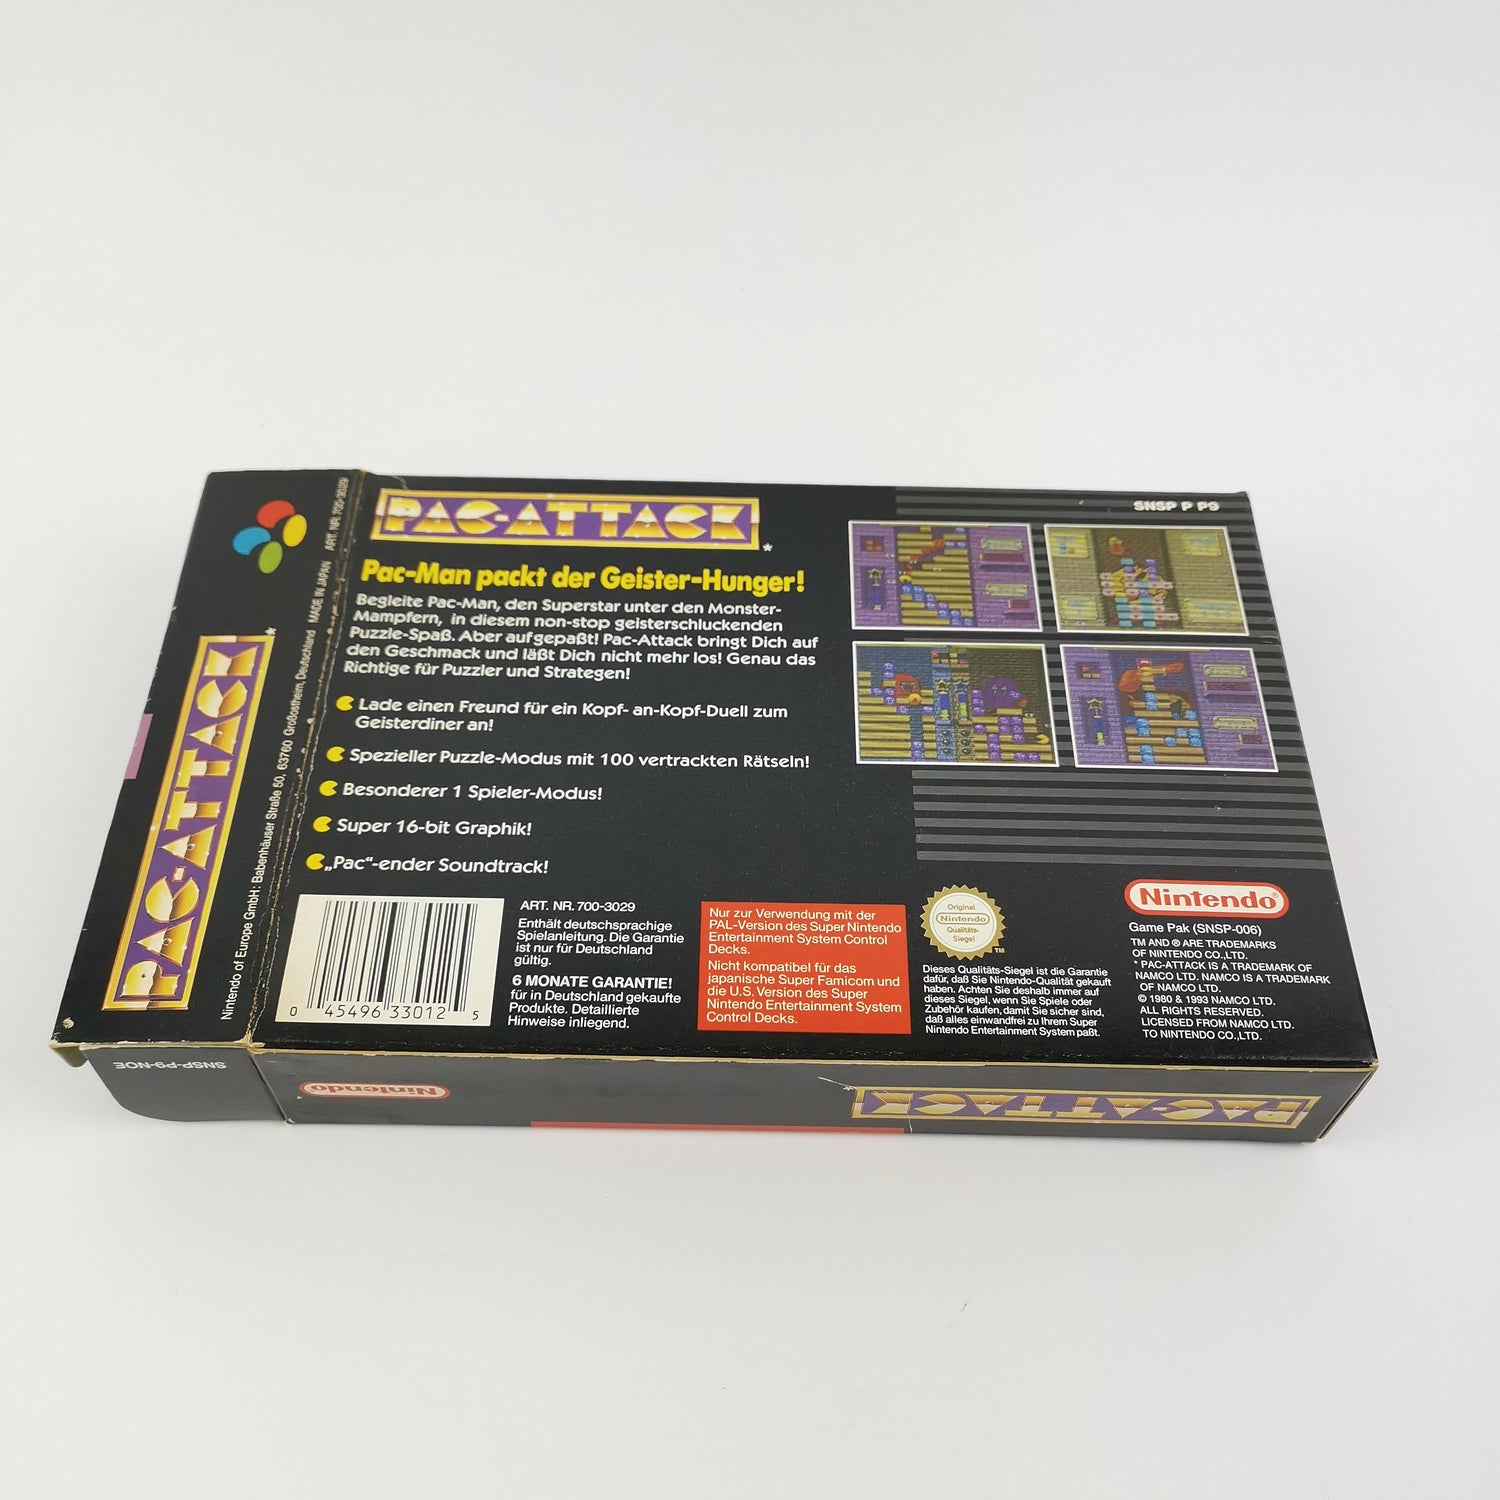 PAC-ATTACK
*
Pac-Man packt der Geister-Hunger!
Begleite Pac-Man, den Superstar unter den Monster-
Mampfern, in diesem non-stop geisterschluckenden
Puzzle-Spaß. Aber aufgepaßt! Pac-Attack bringt Dich auf
den Geschmack und läßt Dich nicht mehr los! Genau das
Richtige für Puzzler und Strategen!
Lade einen Freund für ein Kopf- an-Kopf-Duell zum
Geisterdiner an!
Spezieller Puzzle-Modus mit 100 vertrackten Rätseln!
Besonderer 1 Spieler-Modus!
Super 16-bit Graphik!
„Pac“-ender Soundtrack!
SNSP P P9
0 45496 33012 5
ART. NR. 700-3029
Enthält deutschsprachige
Spielanleitung. Die Garantie
ist nur für Deutschland
gültig.
6 MONATE GARANTIE!
für in Deutschland gekaufte
Produkte. Detaillierte
Hinweise inliegend.
Nur zur Verwendung mit der
PAL-Version des Super Nintendo
Entertainment System Control
Decks.
Nicht kompatibel für das
japanische Super Famicom und
die U.S. Version des Super
Nintendo Entertainment System
Control Decks.
Original
Nintendo
Qualitäts-
Siegel
TM
Dieses Qualitäts-Siegel ist die Garantie
dafür, daß Sie Nintendo-Qualität gekauft
haben. Achten Sie deshalb immer auf
dieses Siegel, wenn Sie Spiele oder
Zubehör kaufen, damit Sie sicher sind,
daß alles einwandfrei zu Ihrem Super
Nintendo Entertainment System paßt.
Nintendo®
Game Pak (SNSP-006)
TM AND ® ARE TRADEMARKS
OF NINTENDO CO.,LTD.
* PAC-ATTACK IS A TRADEMARK OF
NAMCO LTD. NAMCO IS A TRADEMARK
OF NAMCO LTD.
© 1980 & 1993 NAMCO LTD.
ALL RIGHTS RESERVED.
LICENSED FROM NAMCO LTD.
TO NINTENDO CO.,LTD.
PAC-ATTACK
*
Nintendo of Europe GmbH: Babenhäuser Straße 50, 63760 Großostheim, Deutschland MADE IN JAPAN ART. NR. 700-3029
SNSP-P9-NOE
Nintendo
PAC-ATTACK